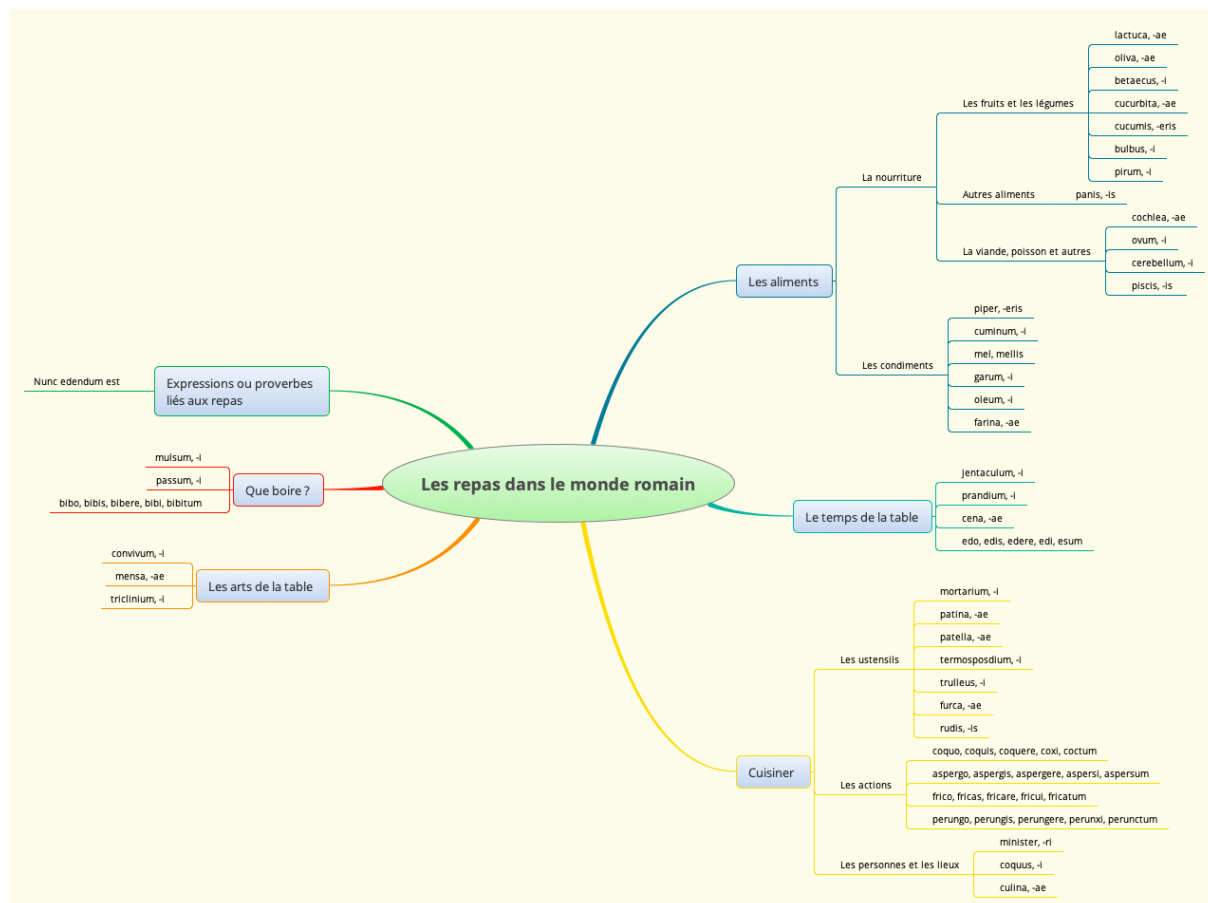 Les repas dans le monde romain
Les aliments
La nourriture
Les fruits et les légumes
lactuca, -ae
oliva, -ae
betaecus, -i
cucurbita, -ae
cucumis, -eris
bulbus, -i
pirum, -i
Autres aliments
panis, -is
La viande, poisson et autres
cochlea, -ae
ovum, -i
cerebellum, -i
piscis, -is
Les condiments
piper, -eris
cuminum, -i
mel, mellis
garum, -i
oleum, -i
farina, -ae
Le temps de la table
jentaculum, -i
prandium, -i
cena, -ae
edo, edis, edere, edi, esum
Cuisiner
Les ustensils
mortarium, -i
patina, -ae
patella, -ae
termosposdium, -i
trulleus, -i
furca, -ae
rudis, -is
Les actions
coquo, coquis, coquere, coxi, coctum
aspergo, aspergis, aspergere, aspersi, aspersum
frico, fricas, fricare, fricui, fricatum
perungo, perungis, perungere, perunxi, perunctum
Les personnes et les lieux
minister, -ri
coquus, -i
culina, -ae
Expressions ou proverbes
liés aux repas
Nunc edendum est
Que boire ?
mulsum, -i
passum, -i
bibo, bibis, bibere, bibi, bibitum
Les arts de la table
convivum, -i
mensa, -ae
triclinium, -i